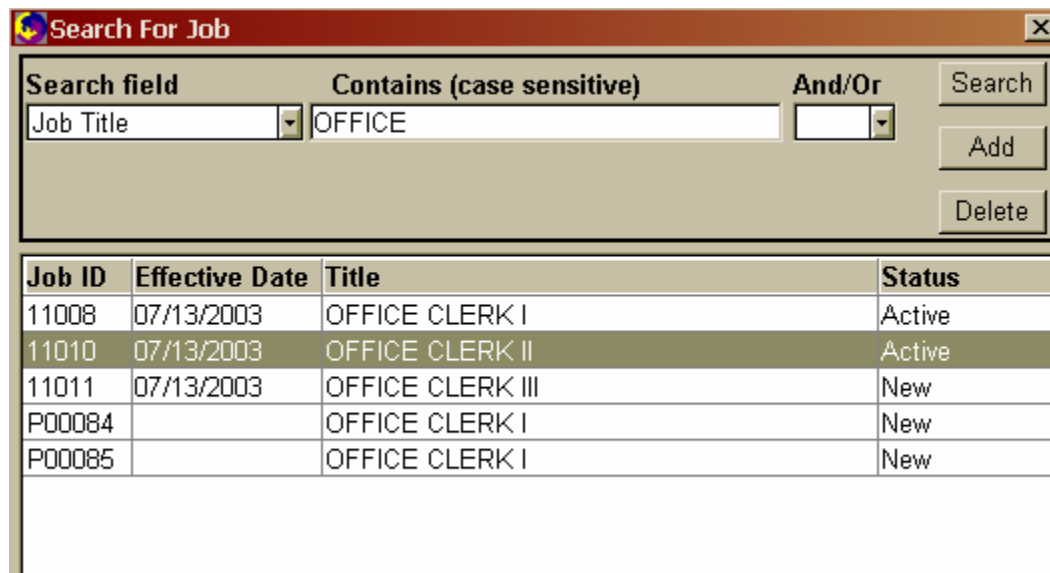 Search For Job
Search field Contains (case sensitive) And/Or Search
Job Title OFFICE
Add
Delete
Job ID Effective Date Title Status
11008 07/13/2003 OFFICE CLERK I Active
11010 07/13/2003 OFFICE CLERK II Active
11011 07/13/2003 OFFICE CLERK III New
P00084 OFFICE CLERK I New
P00085 OFFICE CLERK I New